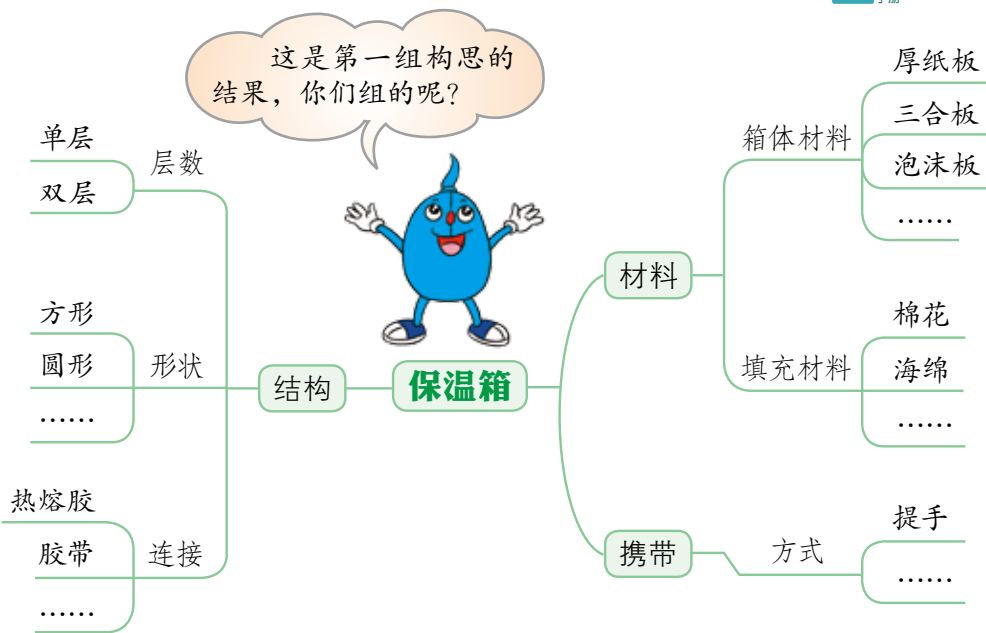 手册
这是第一组构思的
结果，你们组的呢？
单层
双层
层数
方形
圆形
……
形状
热熔胶
胶带
……
连接
结构
保温箱
材料
箱体材料
厚纸板
三合板
泡沫板
……
填充材料
棉花
海绵
……
携带
方式
提手
……